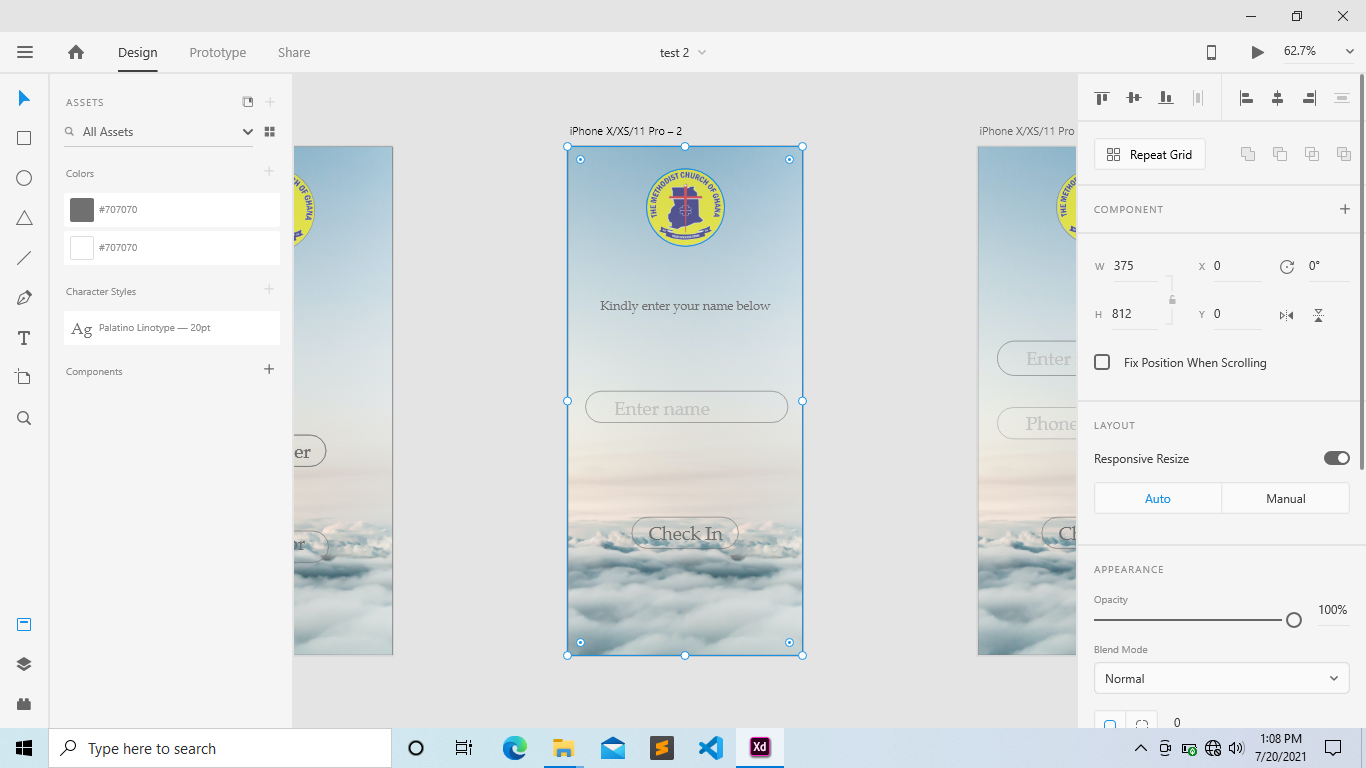 Design
Prototype
Share
test 2
62.7%
ASSETS
All Assets
Colors
#707070
#707070
Character Styles
Ag Palatino Linotype — 20pt
Components
er
or
iPhone X/XS/11 Pro – 2
THE METHODIST CHURCH OF GHANA
Kindly enter your name below
Enter name
Check In
iPhone X/XS/11 Pro
Enter
Phone
Ch
Repeat Grid
COMPONENT
W 375
X 0
0°
H 812
Y 0
Fix Position When Scrolling
LAYOUT
Responsive Resize
Auto
Manual
APPEARANCE
Opacity
100%
Blend Mode
Normal
0
Type here to search
Xd
1:08 PM
7/20/2021